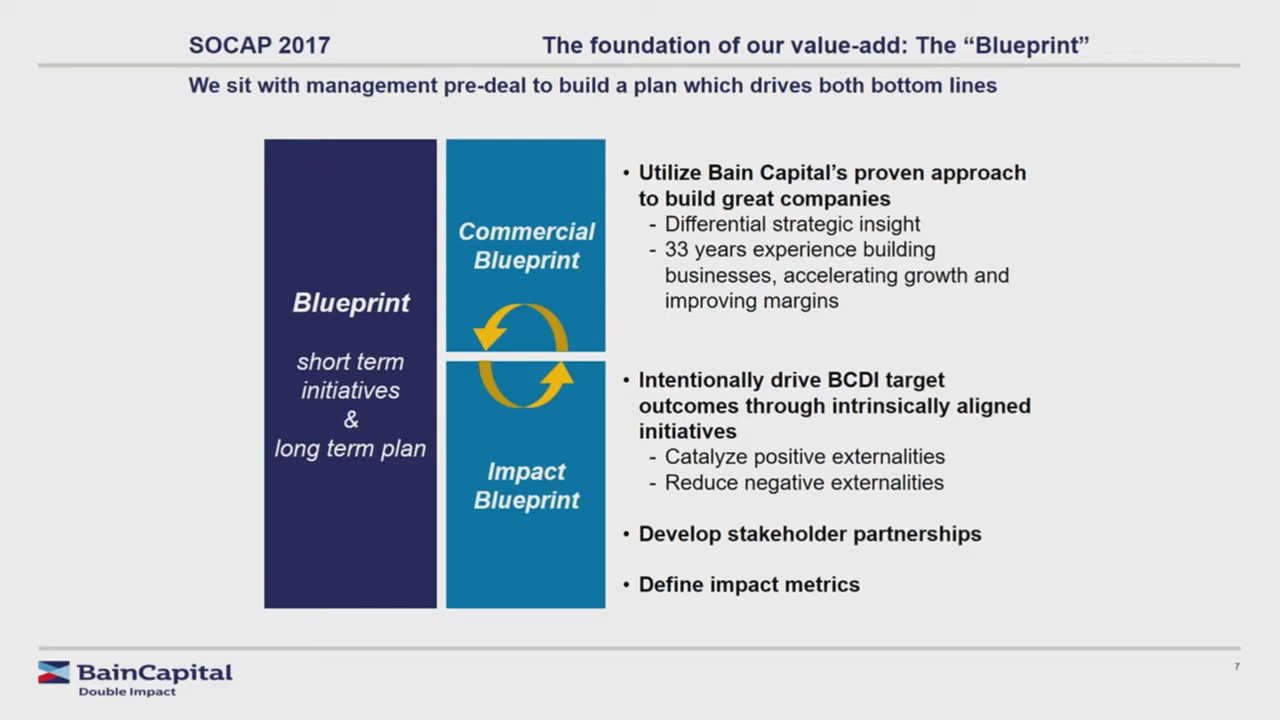 SOCAP 2017
The foundation of our value-add: The “Blueprint”
We sit with management pre-deal to build a plan which drives both bottom lines
Blueprint
short term
initiatives
&
long term plan
Commercial
Blueprint
• Utilize Bain Capital’s proven approach
to build great companies
- Differential strategic insight
- 33 years experience building
businesses, accelerating growth and
improving margins
Impact
Blueprint
• Intentionally drive BCDI target
outcomes through intrinsically aligned
initiatives
- Catalyze positive externalities
- Reduce negative externalities
• Develop stakeholder partnerships
• Define impact metrics
BainCapital
Double Impact
7